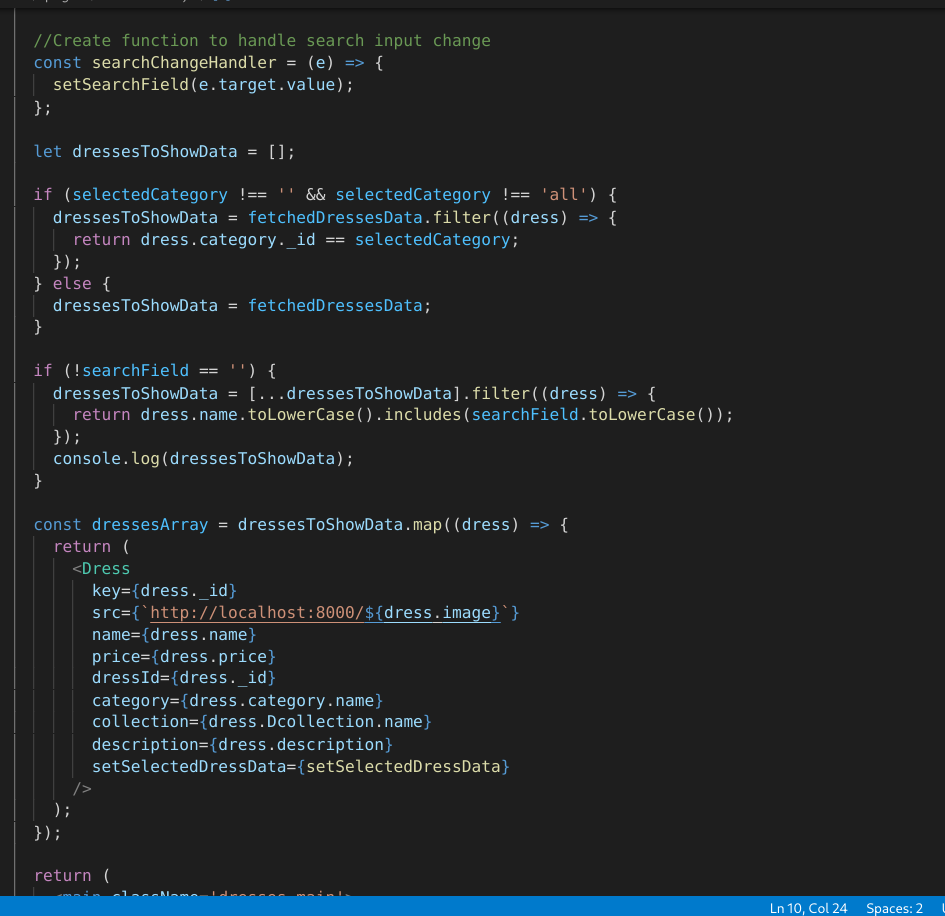 //Create function to handle search input change
const searchChangeHandler = (e) => {
setSearchField(e.target.value);
};
let dressesToShowData = [];
if (selectedCategory !== '' && selectedCategory !== 'all') {
dressesToShowData = fetchedDressesData.filter((dress) => {
return dress.category._id == selectedCategory;
});
} else {
dressesToShowData = fetchedDressesData;
}
if (!searchField == '') {
dressesToShowData = [...dressesToShowData].filter((dress) => {
return dress.name.toLowerCase().includes(searchField.toLowerCase());
});
console.log(dressesToShowData);
}
const dressesArray = dressesToShowData.map((dress) => {
return (
<Dress
key={dress._id}
src={`http://localhost:8000/${dress.image}`}
name={dress.name}
price={dress.price}
dressId={dress._id}
category={dress.category.name}
collection={dress.Dcollection.name}
description={dress.description}
setSelectedDressData={setSelectedDressData}
/>
);
});
return (
<main className='dresses-main'>
Ln 10, Col 24 Spaces: 2